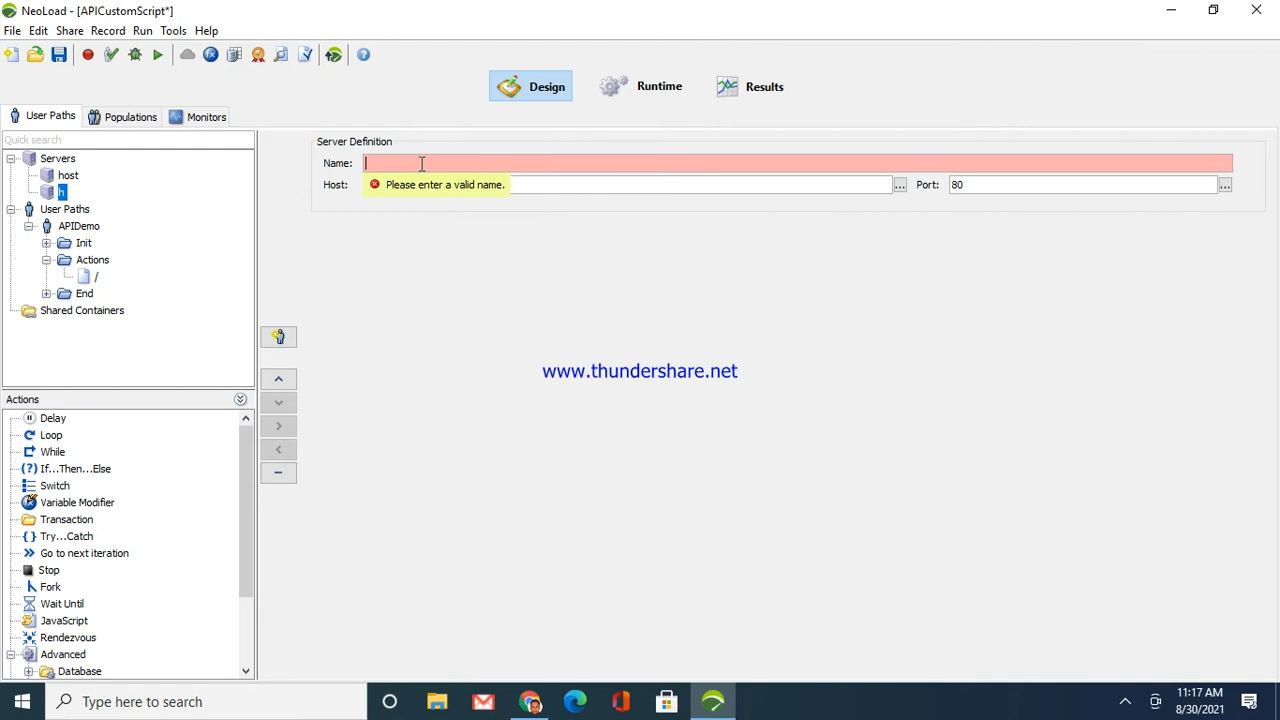 NeoLoad - [APICustomScript*]
File Edit Share Record Run Tools Help
Design Runtime Results
User Paths Populations Monitors
Quick search
Servers
host
h
User Paths
APIDemo
Init
Actions
/
End
Shared Containers
Server Definition
Name:
Host: Please enter a valid name. ... Port: 80 ...
www.thundershare.net
Actions
Delay
Loop
While
(?) If...Then...Else
Switch
Variable Modifier
Transaction
{ } Try...Catch
Go to next iteration
Stop
Fork
Wait Until
JavaScript
Rendezvous
Advanced
Database
Type here to search
11:17 AM
8/30/2021